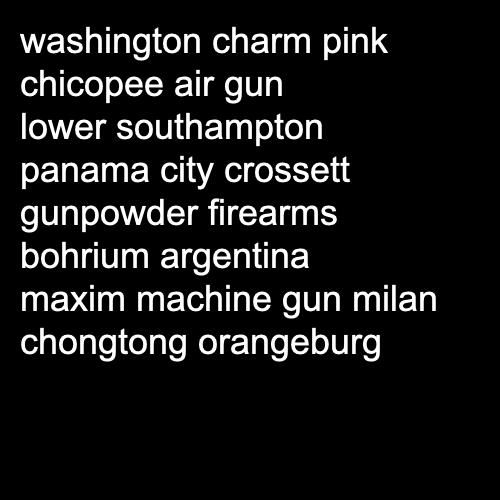 washington charm pink
chicopee air gun
lower southampton
panama city crossett
gunpowder firearms
bohrium argentina
maxim machine gun milan
chongtong orangeburg